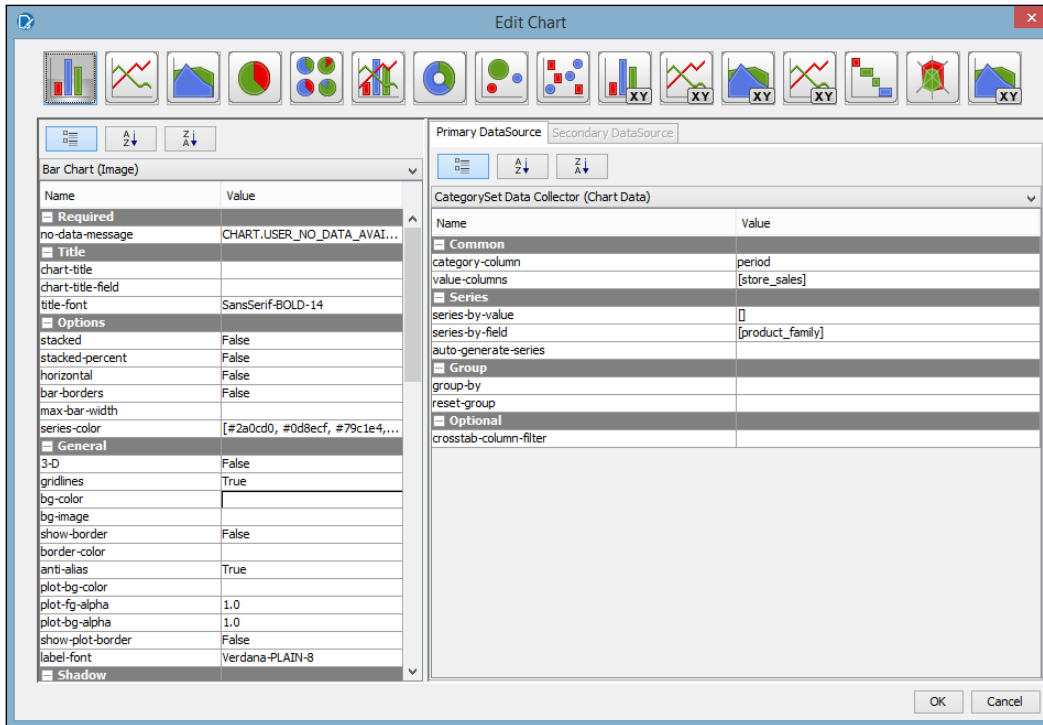 Edit Chart
XY XY XY XY XY
A Z Z A
Bar Chart (Image)
Name Value
Required
no-data-message CHART.USER_NO_DATA_AVAI...
Title
chart-title
chart-title-field
title-font SansSerif-BOLD-14
Options
stacked False
stacked-percent False
horizontal False
bar-borders False
max-bar-width
series-color [#2a0cd0, #0d8ecf, #79c1e4,...
General
3-D False
gridlines True
bg-color
bg-image
show-border False
border-color
anti-alias True
plot-bg-color
plot-fg-alpha 1.0
plot-bg-alpha 1.0
show-plot-border False
label-font Verdana-PLAIN-8
Shadow
Primary DataSource Secondary DataSource
A Z Z A
CategorySet Data Collector (Chart Data)
Name Value
Common
category-column period
value-columns [store_sales]
Series
series-by-value []
series-by-field [product_family]
auto-generate-series
Group
group-by
reset-group
Optional
crosstab-column-filter
OK Cancel